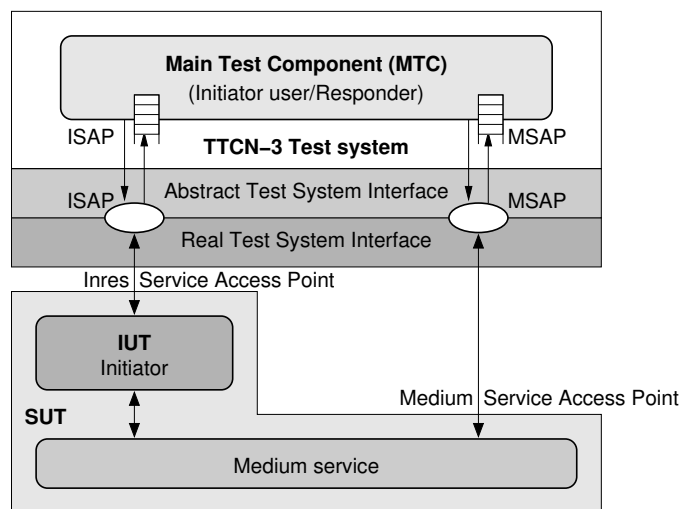 Main Test Component (MTC)
(Initiator user/Responder)
ISAP
MSAP
TTCN−3 Test system
ISAP
Abstract Test System Interface
MSAP
Real Test System Interface
Inres Service Access Point
IUT
Initiator
Medium Service Access Point
SUT
Medium service